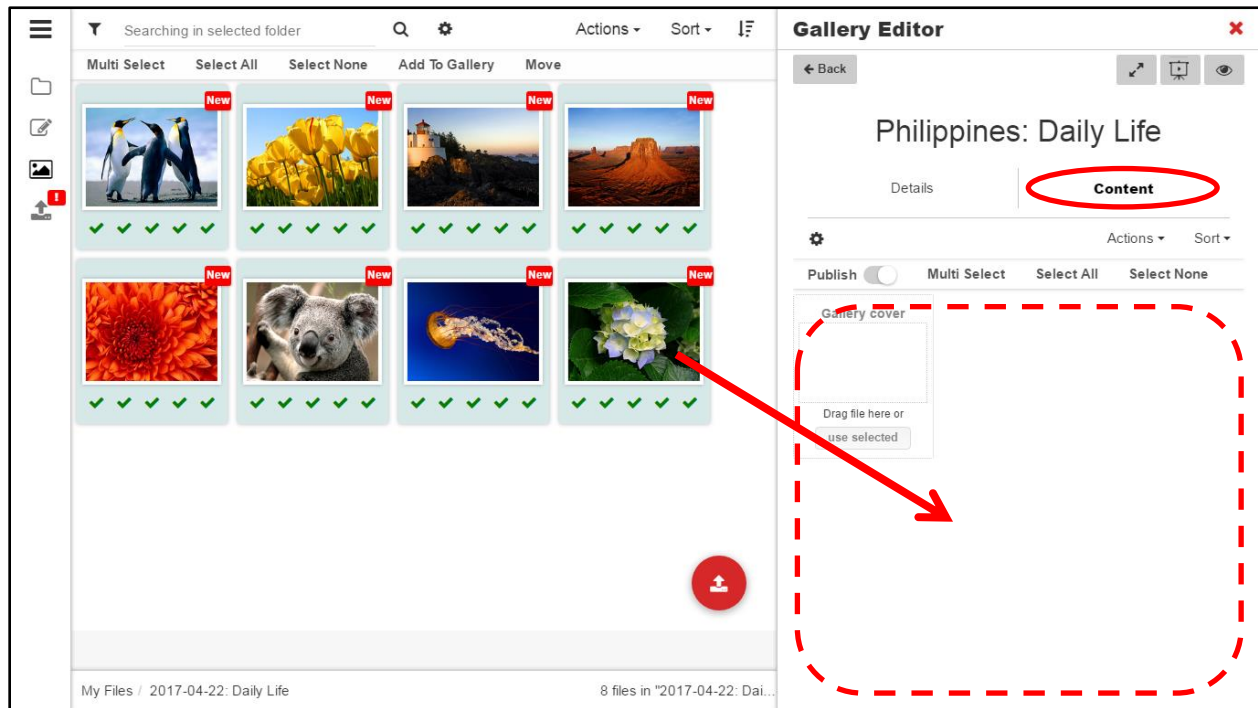 Searching in selected folder
Actions
Sort
Multi Select Select All Select None Add To Gallery Move
New New New New
New New New New
My Files / 2017-04-22: Daily Life
8 files in "2017-04-22: Dai...
Gallery Editor
Back
Philippines: Daily Life
Details
Content
Actions Sort
Publish Multi Select Select All Select None
Gallery cover
Drag file here or
use selected
!